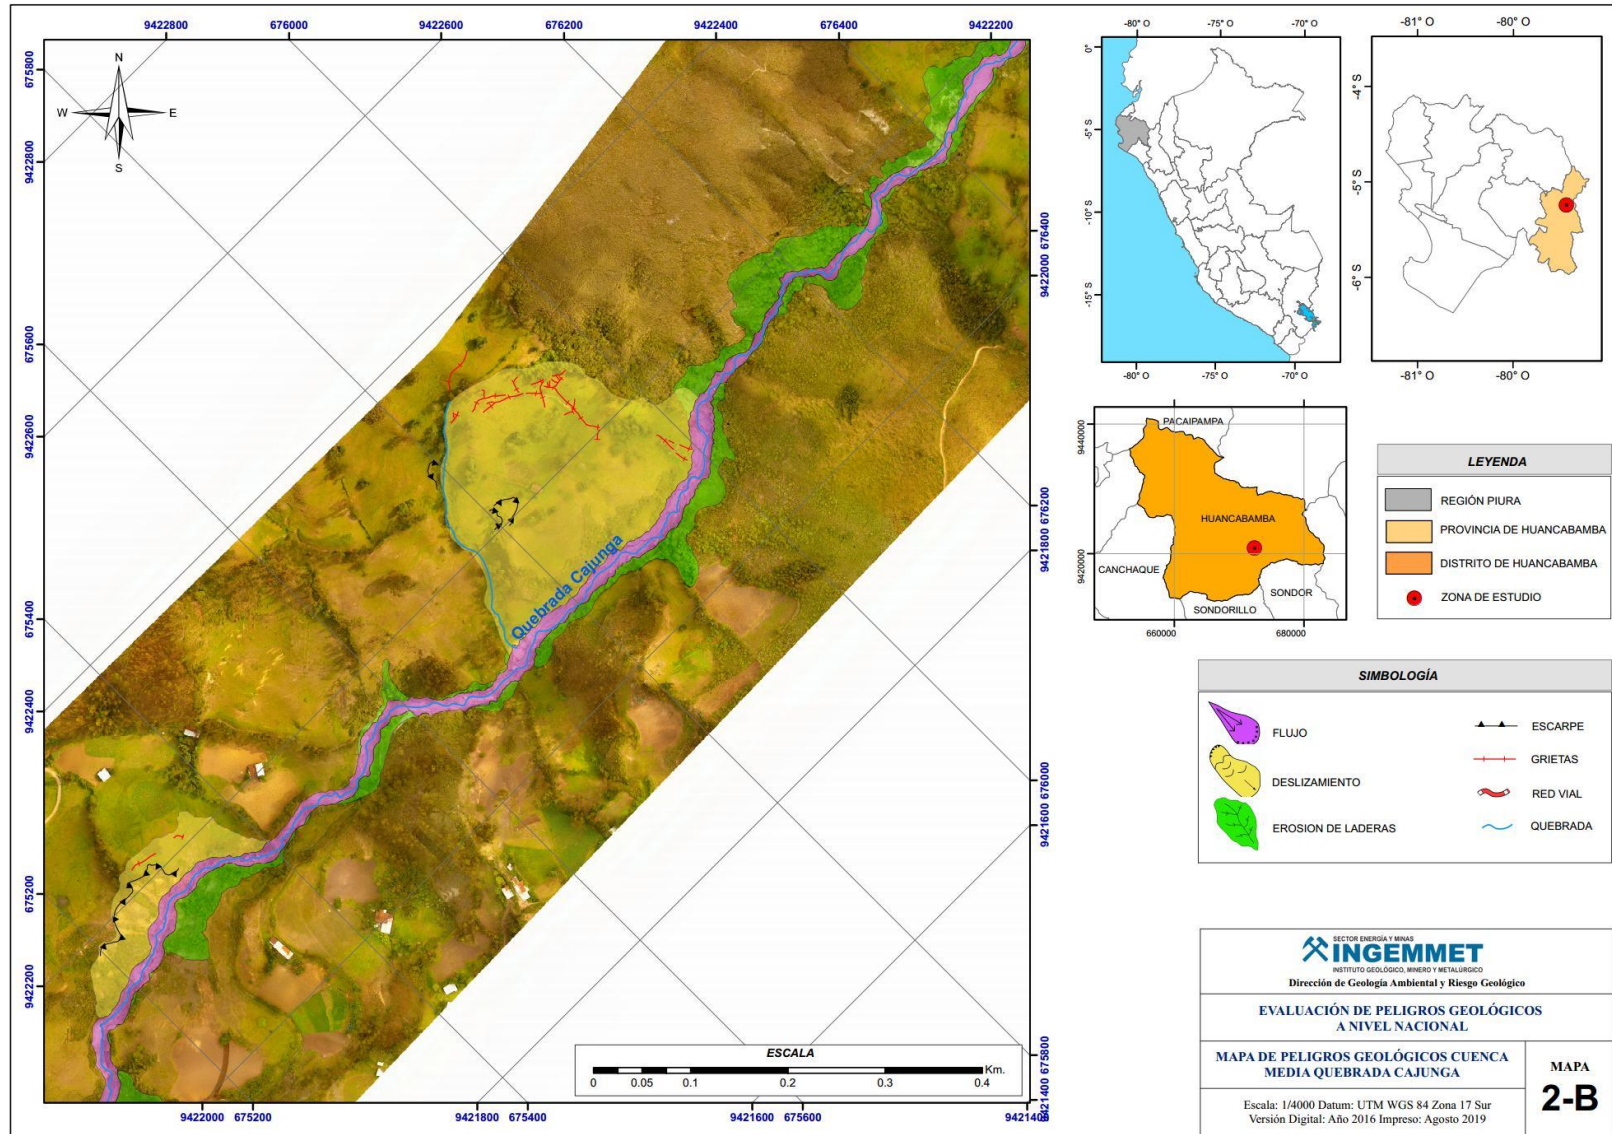 9422800
676000
9422600
676200
9422400
676400
9422200
675800
9422800
675600
9422600
675400
9422400
675200
9422200
676400
9422000
676200
9421800
676000
9421600
675800
9422000
675200
9421800
675400
9421600
675600
N
W
E
S
Quebrada Cajunga
ESCALA
0
0.05
0.1
0.2
0.3
0.4
Km.
-80° O
-75° O
-70° O
0°
-5° S
-10° S
-15° S
-80° O
-75° O
-70° O
-81° O
-80° O
-4° S
-5° S
-6° S
-81° O
-80° O
9440000
9420000
PACAIPAMPA
HUANCABAMBA
CANCHAQUE
SONDOR
SONDORILLO
660000
680000
LEYENDA
REGIÓN PIURA
PROVINCIA DE HUANCABAMBA
DISTRITO DE HUANCABAMBA
ZONA DE ESTUDIO
SIMBOLOGÍA
FLUJO
DESLIZAMIENTO
EROSION DE LADERAS
ESCARPE
GRIETAS
RED VIAL
QUEBRADA
SECTOR ENERGÍA Y MINAS
INGEMMET
INSTITUTO GEOLÓGICO, MINERO Y METALÚRGICO
Dirección de Geología Ambiental y Riesgo Geológico
EVALUACIÓN DE PELIGROS GEOLÓGICOS
A NIVEL NACIONAL
MAPA DE PELIGROS GEOLÓGICOS CUENCA
MEDIA QUEBRADA CAJUNGA
Escala: 1/4000 Datum: UTM WGS 84 Zona 17 Sur
Versión Digital: Año 2016 Impreso: Agosto 2019
MAPA
2-B